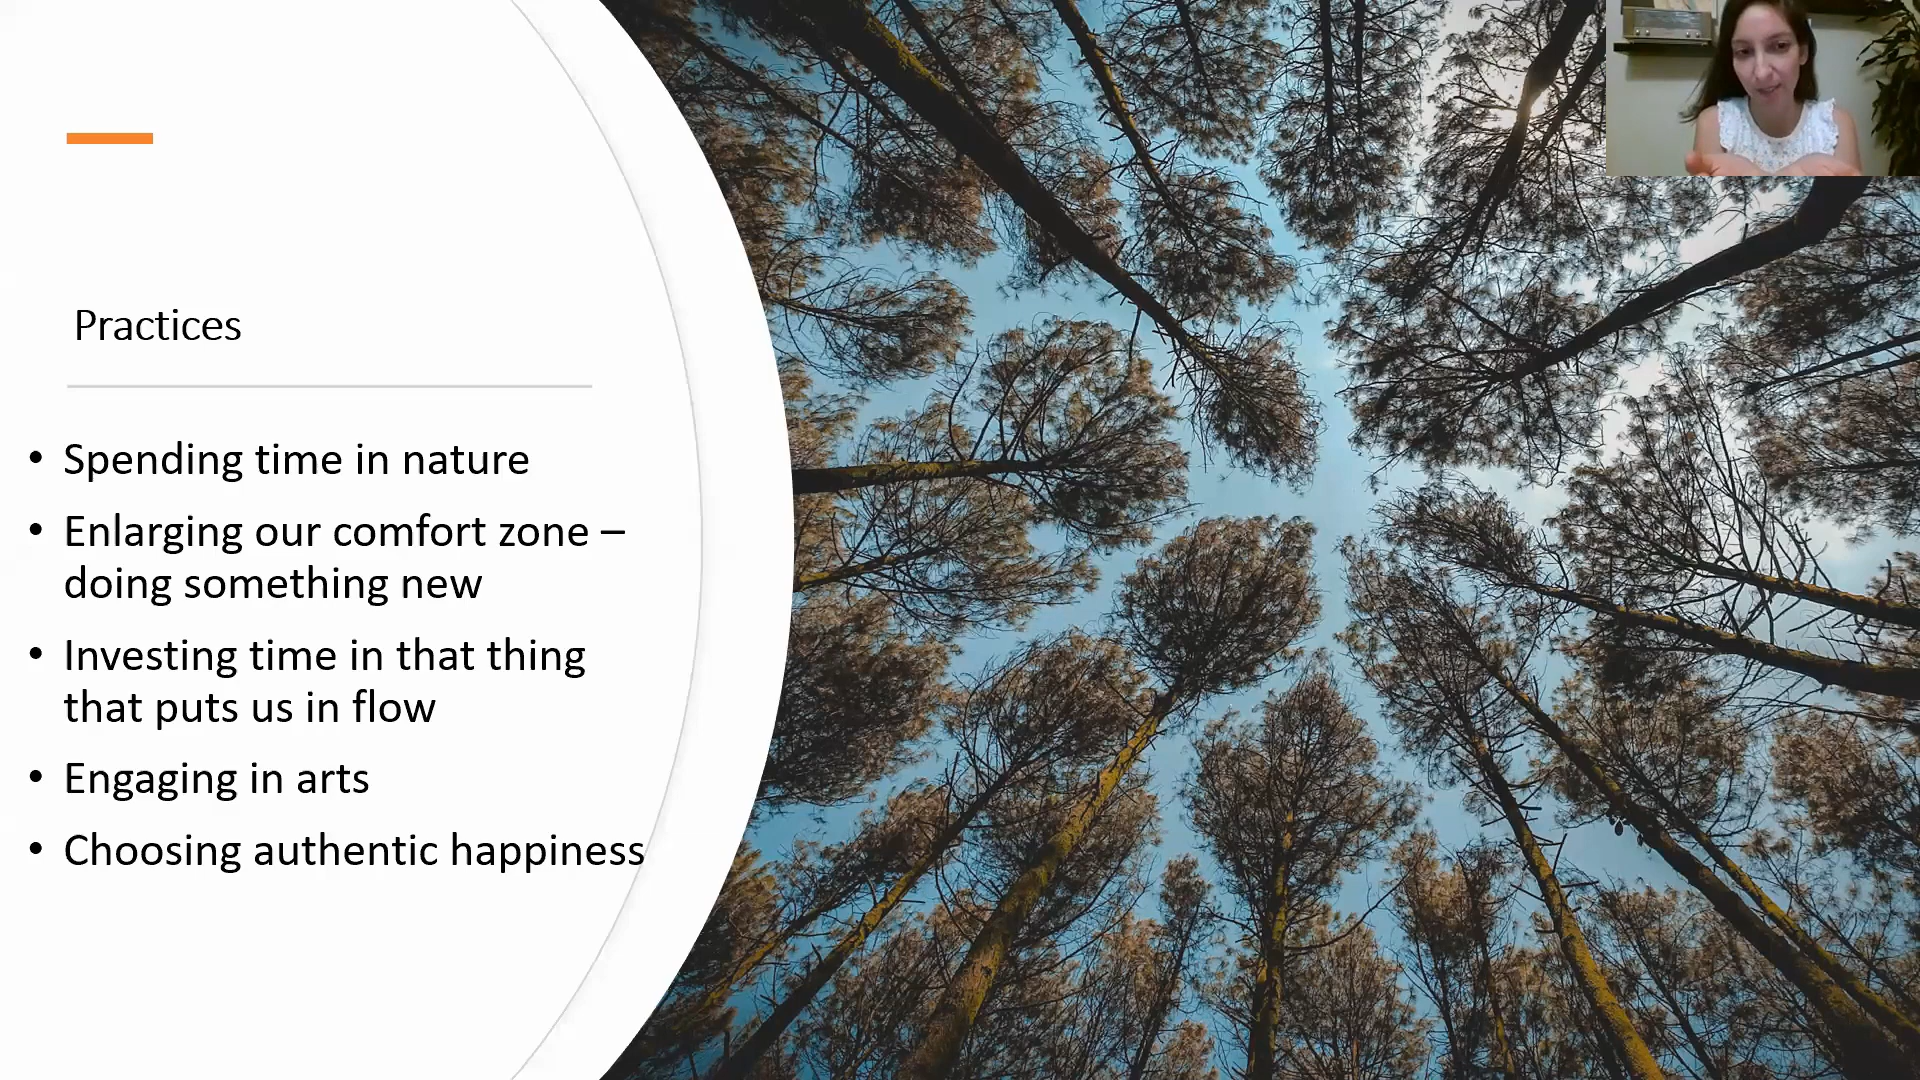 Practices
• Spending time in nature
• Enlarging our comfort zone –
doing something new
• Investing time in that thing
that puts us in flow
• Engaging in arts
• Choosing authentic happiness